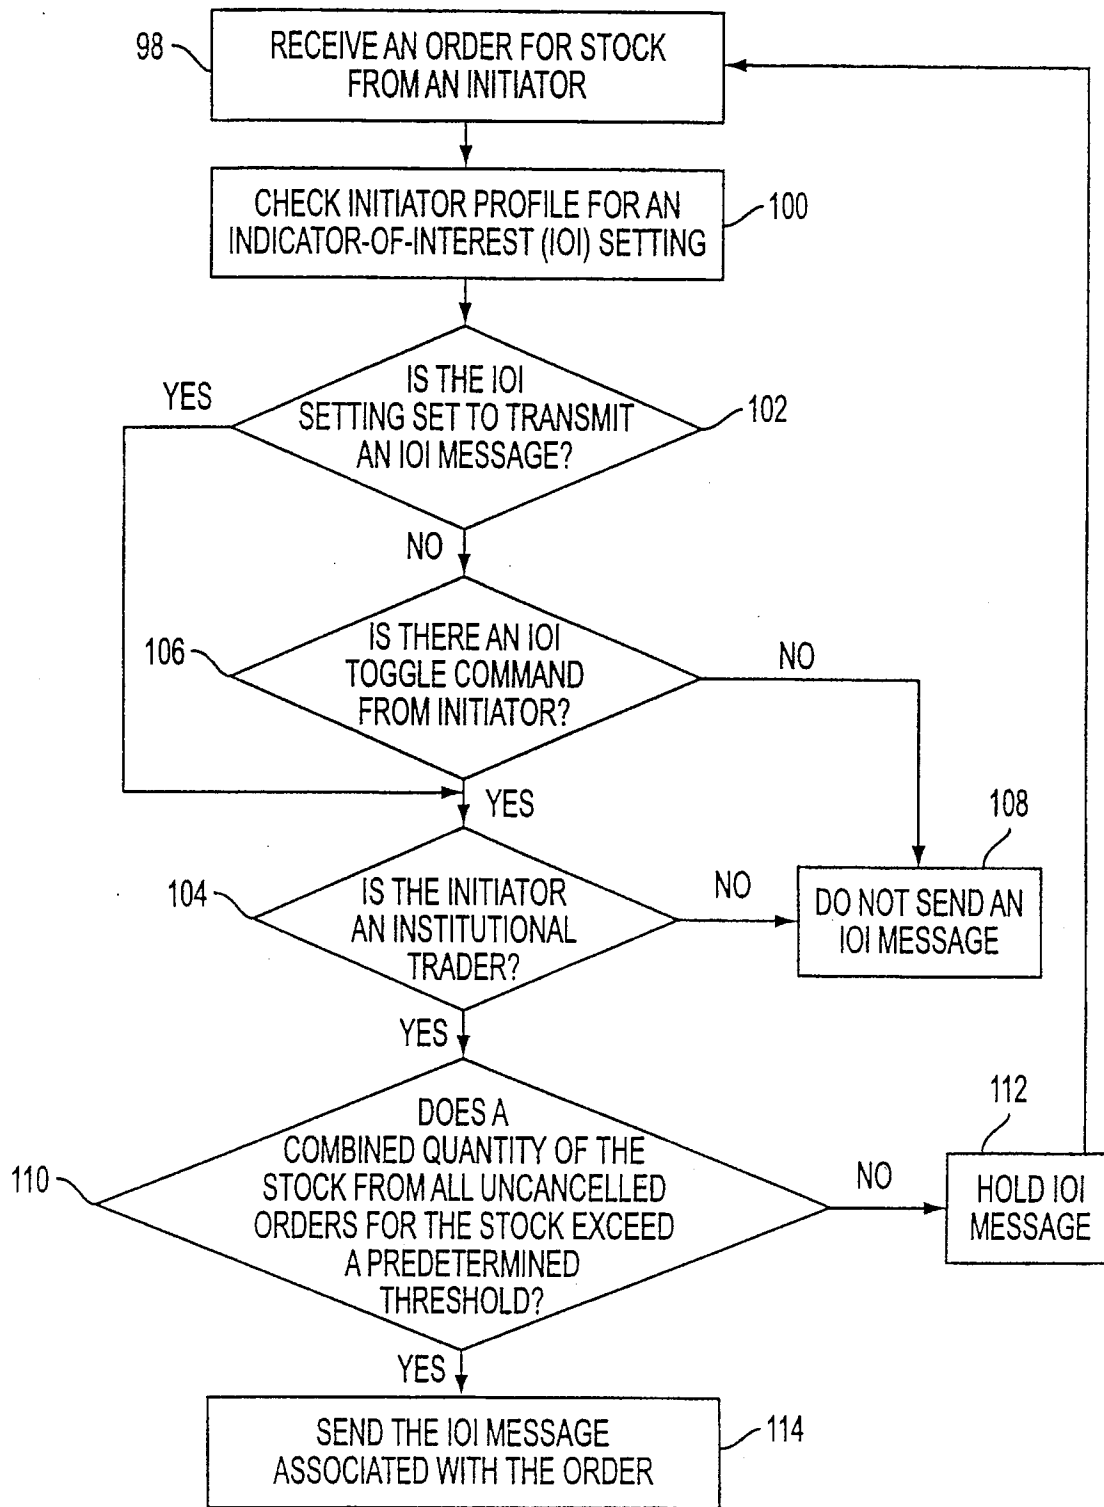 98
RECEIVE AN ORDER FOR STOCK
FROM AN INITIATOR
CHECK INITIATOR PROFILE FOR AN
INDICATOR-OF-INTEREST (IOI) SETTING
100
YES
IS THE IOI
SETTING SET TO TRANSMIT
AN IOI MESSAGE?
102
NO
106
IS THERE AN IOI
TOGGLE COMMAND
FROM INITIATOR?
NO
YES
108
104
IS THE INITIATOR
AN INSTITUTIONAL
TRADER?
NO
DO NOT SEND AN
IOI MESSAGE
YES
110
DOES A
COMBINED QUANTITY OF THE
STOCK FROM ALL UNCANCELLED
ORDERS FOR THE STOCK EXCEED
A PREDETERMINED
THRESHOLD?
NO
112
HOLD IOI
MESSAGE
YES
SEND THE IOI MESSAGE
ASSOCIATED WITH THE ORDER
114